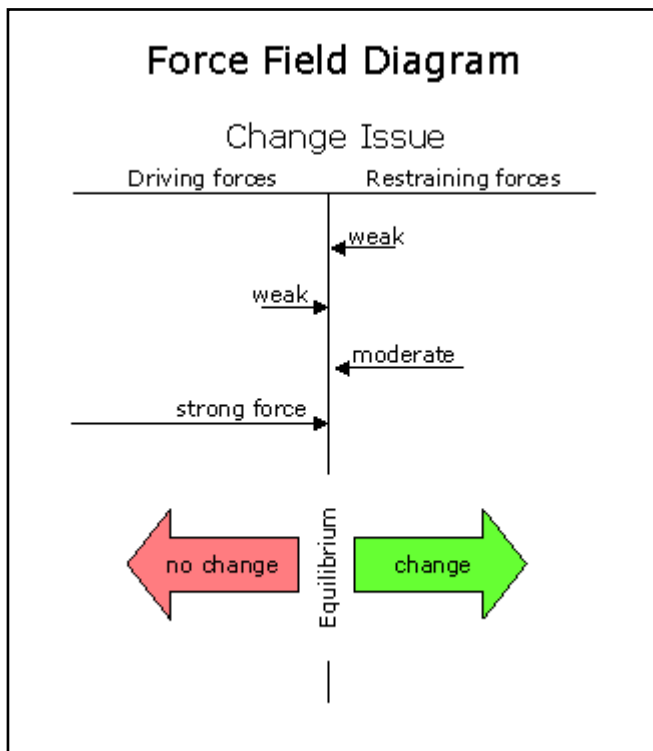 Force Field Diagram
Change Issue
Driving forces Restraining forces
weak
weak
moderate
strong force
no change Equilibrium change